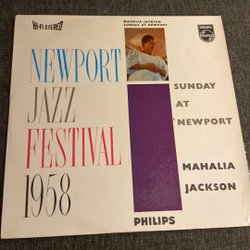 HI-FI STEREO
MAHALIA JACKSON
SUNDAY AT NEWPORT
PHILIPS
NEWPORT
JAZZ
FESTIVAL
1958
SUNDAY
AT
NEWPORT
MAHALIA
JACKSON
PHILIPS